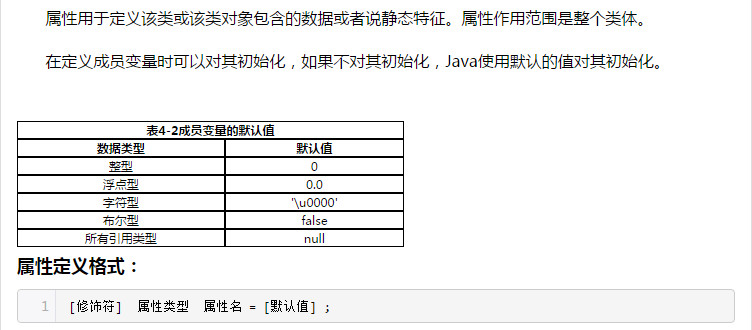 属性用于定义该类或该类对象包含的数据或者说静态特征。属性作用范围是整个类体。
在定义成员变量时可以对其初始化，如果不对其初始化，Java使用默认的值对其初始化。
表4-2成员变量的默认值
数据类型 默认值
整型 0
浮点型 0.0
字符型 '\u0000'
布尔型 false
所有引用类型 null
属性定义格式：
1 [修饰符] 属性类型 属性名 = [默认值] ;